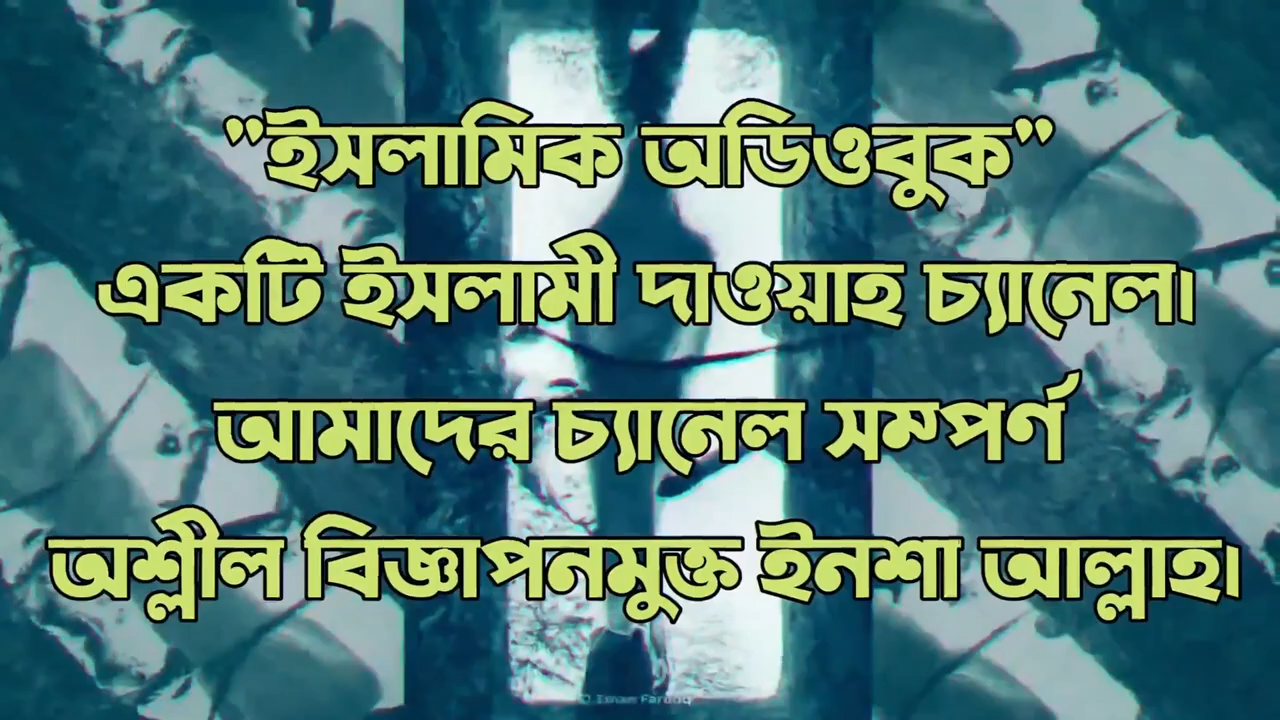 "ইসলামিক অডিওবুক"
একটি ইসলামী দাওয়াহ চ্যানেল।
আমাদের চ্যানেল সম্পর্ণ
অশ্লীল বিজ্ঞাপনমুক্ত ইনশা আল্লাহ।